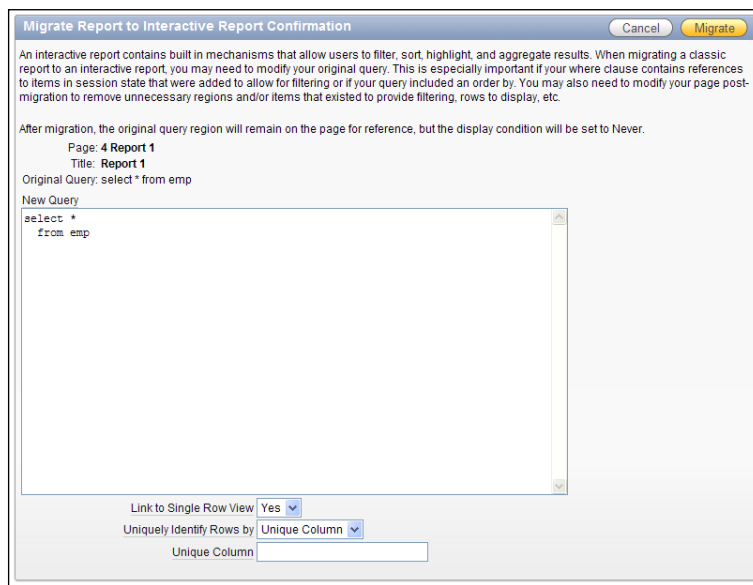 Migrate Report to Interactive Report Confirmation
Cancel
Migrate
An interactive report contains built in mechanisms that allow users to filter, sort, highlight, and aggregate results. When migrating a classic
report to an interactive report, you may need to modify your original query. This is especially important if your where clause contains references
to items in session state that were added to allow for filtering or if your query included an order by. You may also need to modify your page post-
migration to remove unnecessary regions and/or items that existed to provide filtering, rows to display, etc.
After migration, the original query region will remain on the page for reference, but the display condition will be set to Never.
Page: 4 Report 1
Title: Report 1
Original Query: select * from emp
New Query
select *
from emp
Link to Single Row View Yes
Uniquely Identify Rows by Unique Column
Unique Column